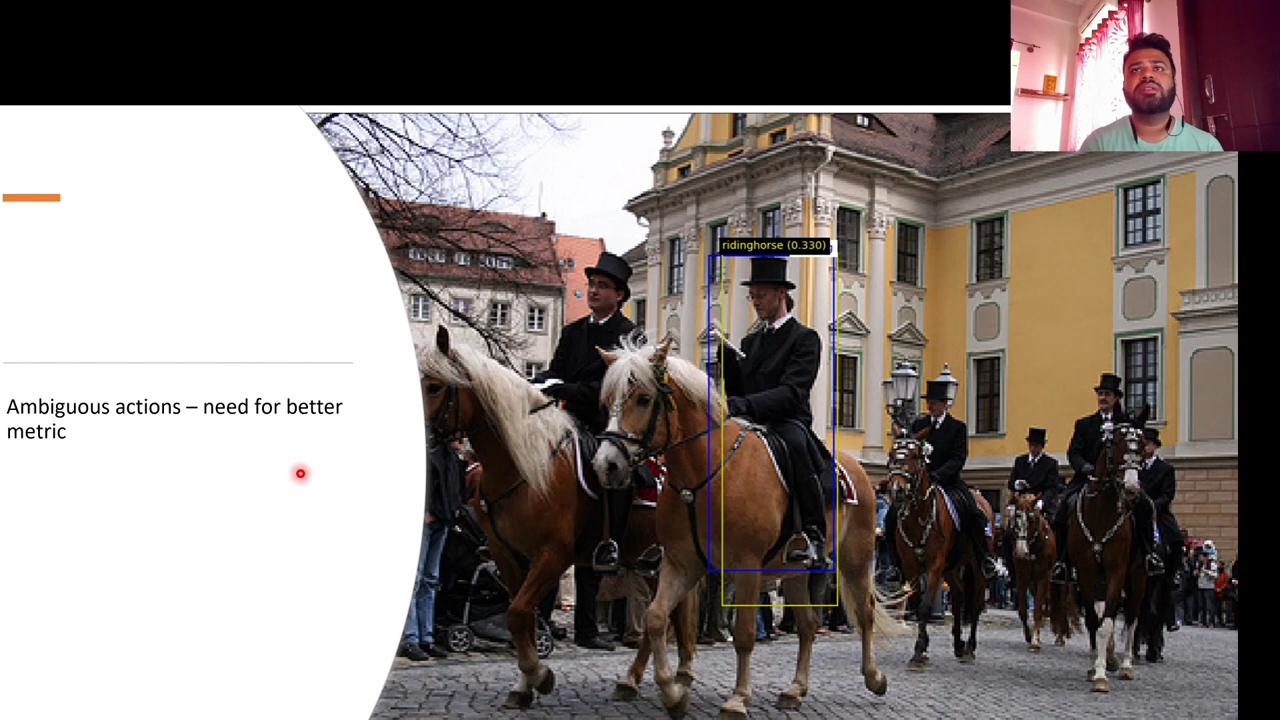 ridinghorse (0.330)
Ambiguous actions – need for better
metric